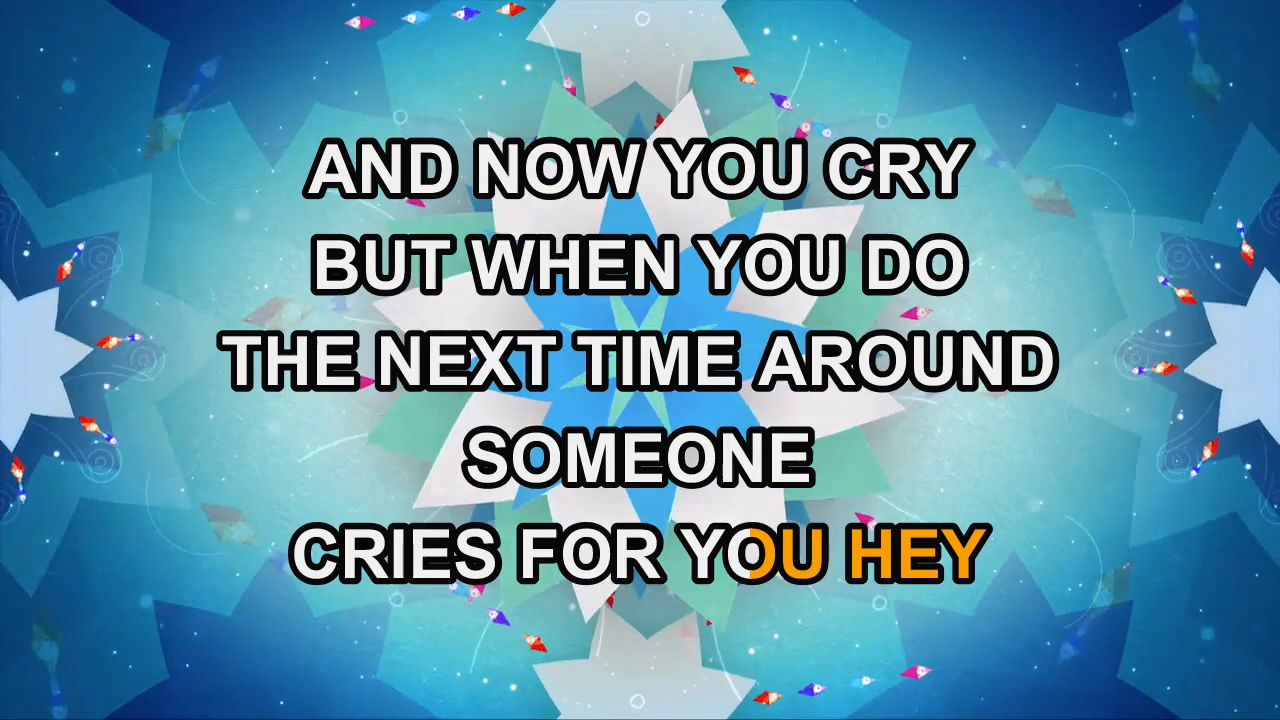 AND NOW YOU CRY
BUT WHEN YOU DO
THE NEXT TIME AROUND
SOMEONE
CRIES FOR YOU HEY